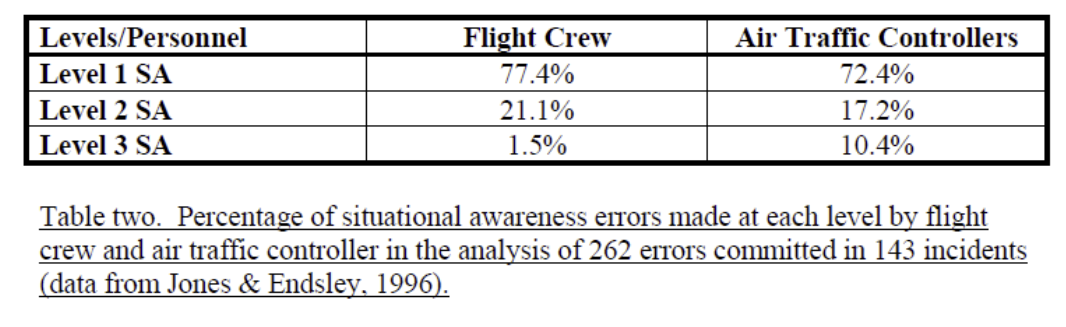 Levels/Personnel Flight Crew Air Traffic Controllers
Level 1 SA 77.4% 72.4%
Level 2 SA 21.1% 17.2%
Level 3 SA 1.5% 10.4%
Table two.  Percentage of situational awareness errors made at each level by flight
crew and air traffic controller in the analysis of 262 errors committed in 143 incidents
(data from Jones & Endsley, 1996).